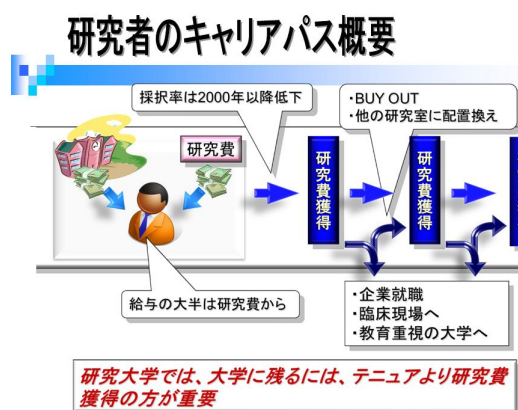 研究者のキャリアパス概要
採択率は2000年以降低下
・BUY OUT
・他の研究室に配置換え
研究費
研究費獲得
研究費獲得
給与の大半は研究費から
・企業就職
・臨床現場へ
・教育重視の大学へ
研究大学では、大学に残るには、テニュアより研究費
獲得の方が重要